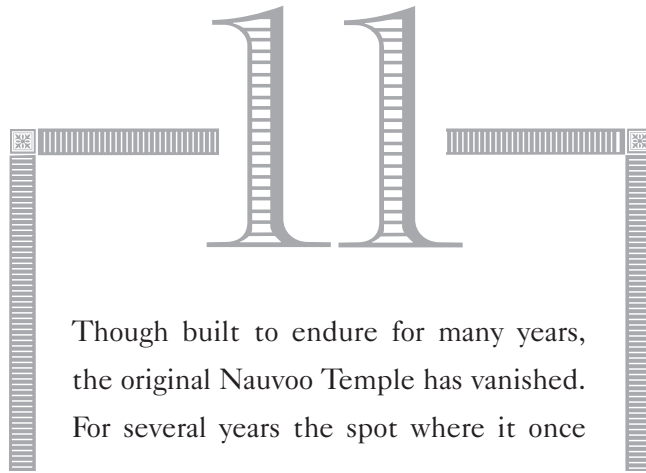 11
Though built to endure for many years,
the original Nauvoo Temple has vanished.
For several years the spot where it once